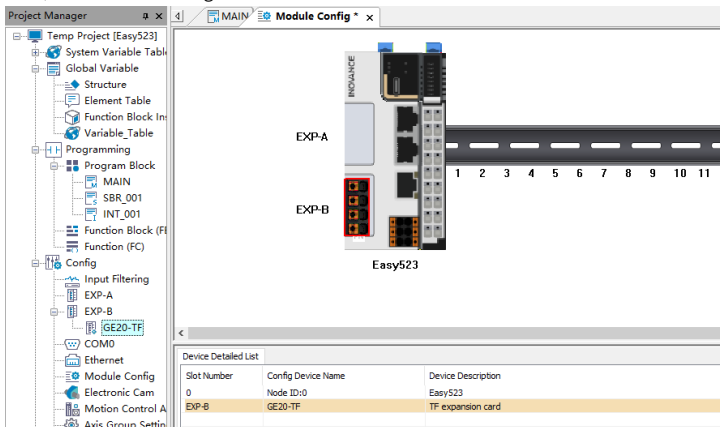 Project Manager
MAIN
Module Config *
Temp Project [Easy523]
System Variable Table
Global Variable
Structure
Element Table
Function Block Ins
Variable_Table
Programming
Program Block
MAIN
SBR_001
INT_001
Function Block (FB
Function (FC)
Config
Input Filtering
EXP-A
EXP-B
GE20-TF
COM0
Ethernet
Module Config
Electronic Cam
Motion Control A
Axis Group Settin
INOVANCE
EXP-A
EXP-B
1 2 3 4 5 6 7 8 9 10 11
Easy523
Device Detailed List
Slot Number Config Device Name Device Description
0 Node ID:0 Easy523
EXP-B GE20-TF TF expansion card